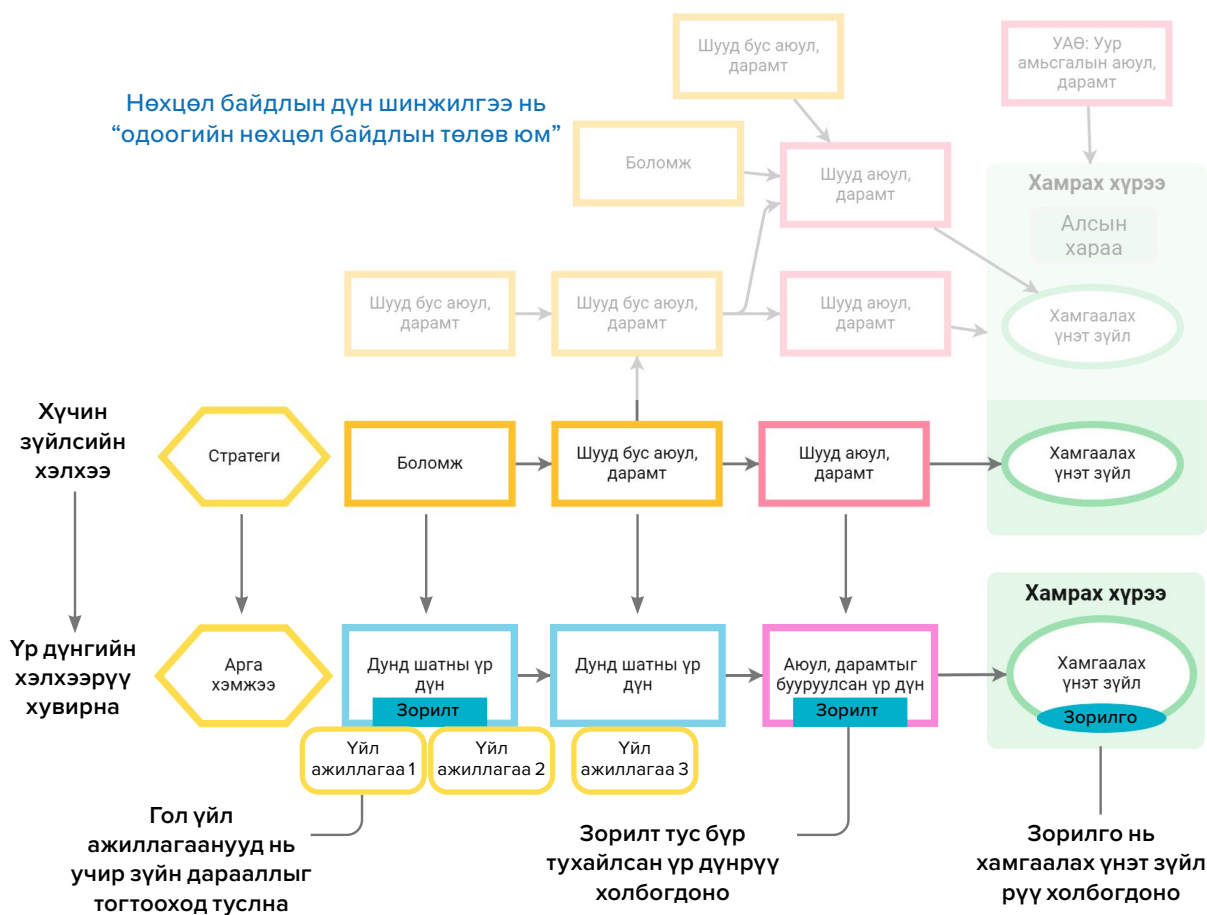 Шууд бус аюул,
дарамт
УАӨ: Уур
амьсгалын аюул,
дарамт
Нөхцөл байдлын дүн шинжилгээ нь
“одоогийн нөхцөл байдлын төлөв юм”
Боломж
Шууд аюул,
дарамт
Хамрах хүрээ
Алсын
хараа
Шууд бус аюул,
дарамт
Шууд бус аюул,
дарамт
Шууд аюул,
дарамт
Хамгаалах
үнэт зүйл
Хүчин
зүйлсийн
хэлхээ
Стратеги
Боломж
Шууд бус аюул,
дарамт
Шууд аюул,
дарамт
Хамгаалах
үнэт зүйл
Хамрах хүрээ
Үр дүнгийн
хэлхээрүү
хувирна
Арга
хэмжээ
Дунд шатны үр
дүн
Зорилт
Дунд шатны үр
дүн
Аюул, дарамтыг
бууруулсан үр дүн
Зорилт
Хамгаалах
үнэт зүйл
Зорилго
Үйл
ажиллагаа 1
Үйл
ажиллагаа 2
Үйл
ажиллагаа 3
Гол үйл
ажиллагаанууд нь
учир зүйн дарааллыг
тогтооход туслна
Зорилт тус бүр
тухайлсан үр дүнрүү
холбогдоно
Зорилго нь
хамгаалах үнэт зүйл
рүү холбогдоно